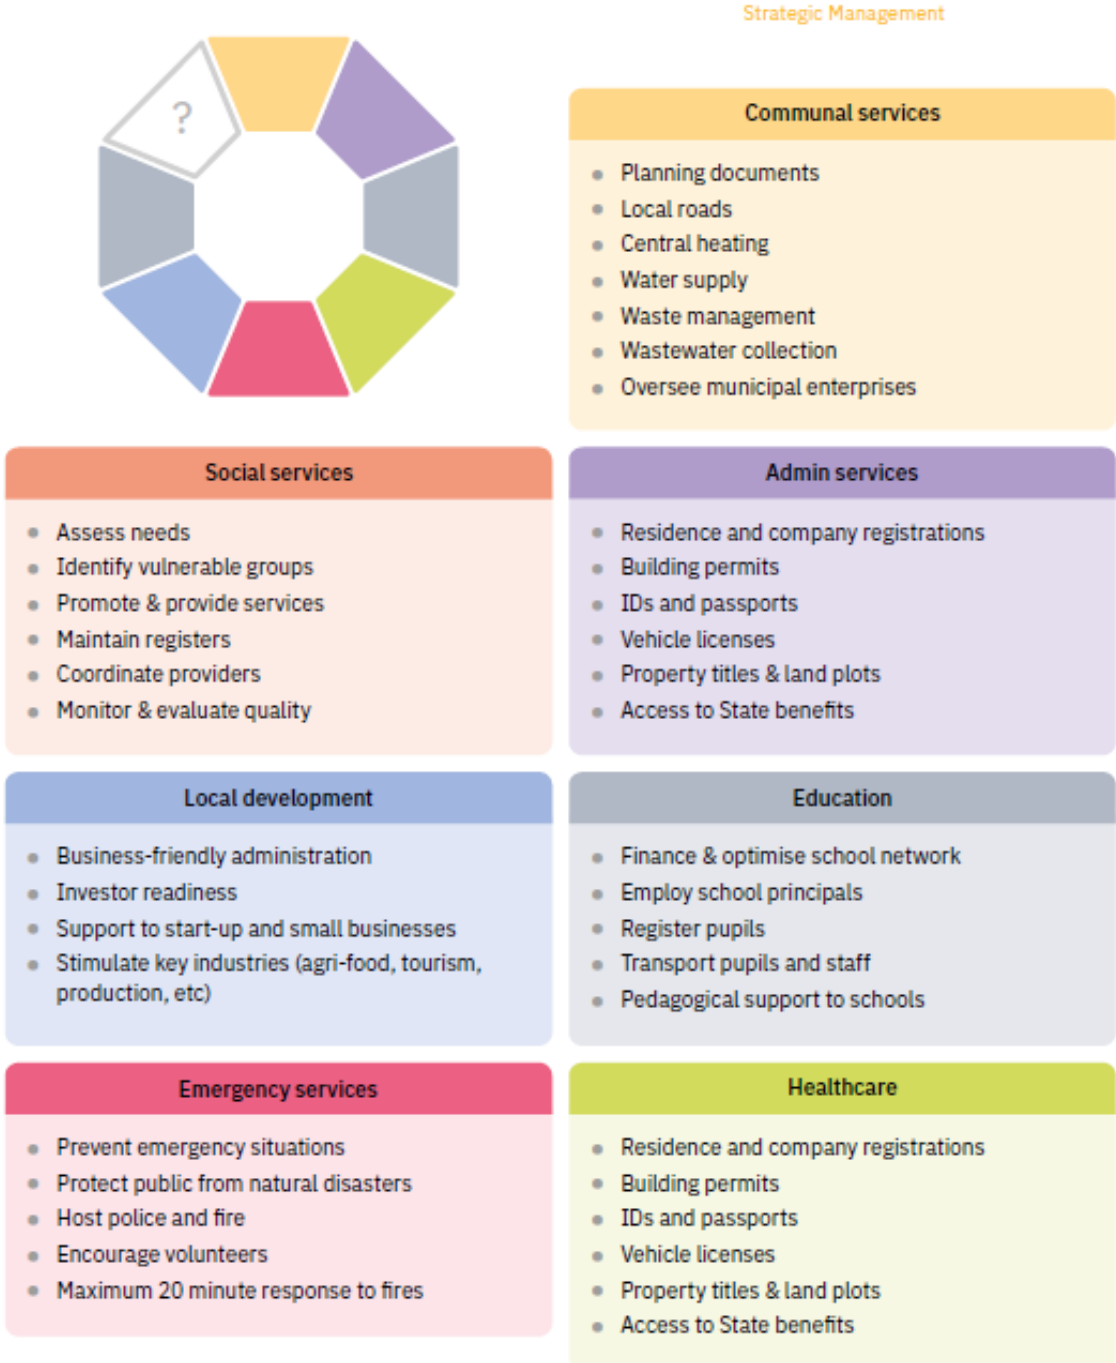 Strategic Management
?
Communal services
Planning documents
Local roads
Central heating
Water supply
Waste management
Wastewater collection
Oversee municipal enterprises
Social services
Assess needs
Identify vulnerable groups
Promote & provide services
Maintain registers
Coordinate providers
Monitor & evaluate quality
Admin services
Residence and company registrations
Building permits
IDs and passports
Vehicle licenses
Property titles & land plots
Access to State benefits
Local development
Business-friendly administration
Investor readiness
Support to start-up and small businesses
Stimulate key industries (agri-food, tourism,
production, etc)
Education
Finance & optimise school network
Employ school principals
Register pupils
Transport pupils and staff
Pedagogical support to schools
Emergency services
Prevent emergency situations
Protect public from natural disasters
Host police and fire
Encourage volunteers
Maximum 20 minute response to fires
Healthcare
Residence and company registrations
Building permits
IDs and passports
Vehicle licenses
Property titles & land plots
Access to State benefits